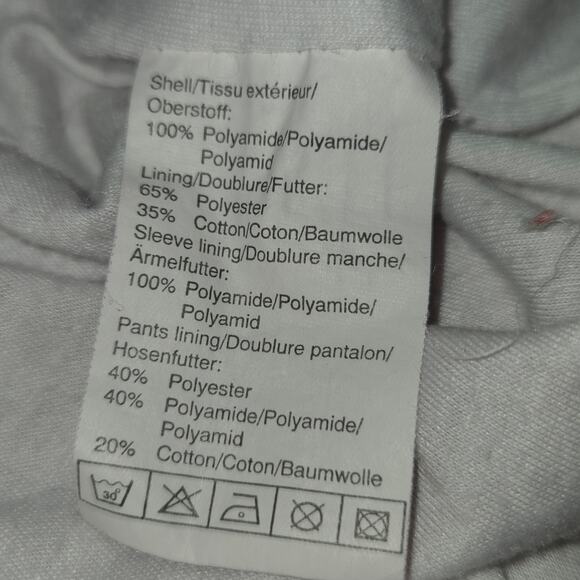 Shell/Tissu extérieur/
Oberstoff:
100% Polyamide/Polyamide/
Polyamid
Lining/Doublure/Futter:
65% Polyester
35% Cotton/Coton/Baumwolle
Sleeve lining/Doublure manche/
Ärmelfutter:
100% Polyamide/Polyamide/
Polyamid
Pants lining/Doublure pantalon/
Hosenfutter:
40% Polyester
40% Polyamide/Polyamide/
Polyamid
20% Cotton/Coton/Baumwolle
30°